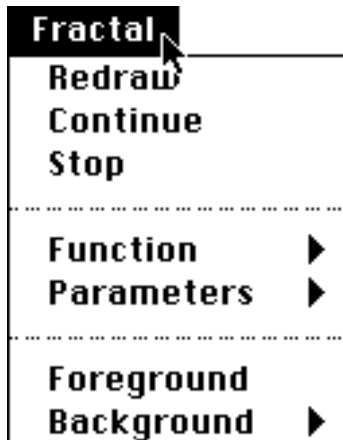 Fractal
Redraw
Continue
Stop
Function
Parameters
Foreground
Background